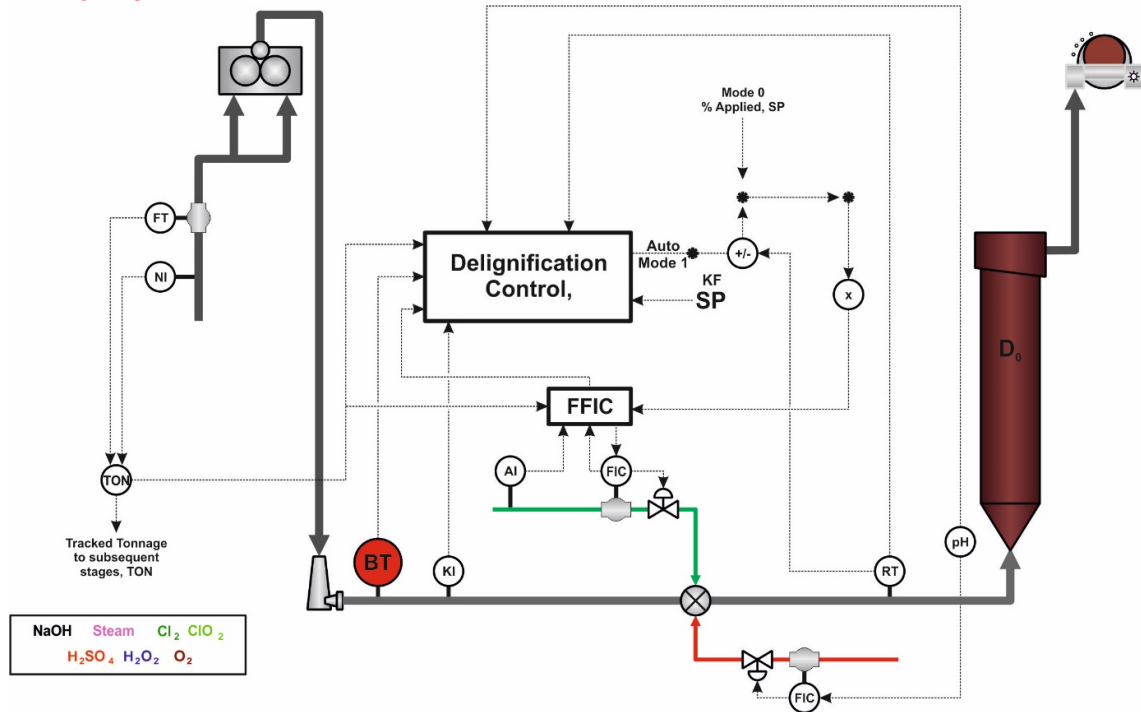 Mode 0
% Applied, SP
FT
NI
Delignification
Control,
Auto
Mode 1
+/-
KF
SP
x
D₀
FFIC
AI
FIC
TON
Tracked Tonnage
to subsequent
stages, TON
BT
KI
RT
pH
NaOH Steam Cl₂ ClO₂
H₂SO₄ H₂O₂ O₂
FIC